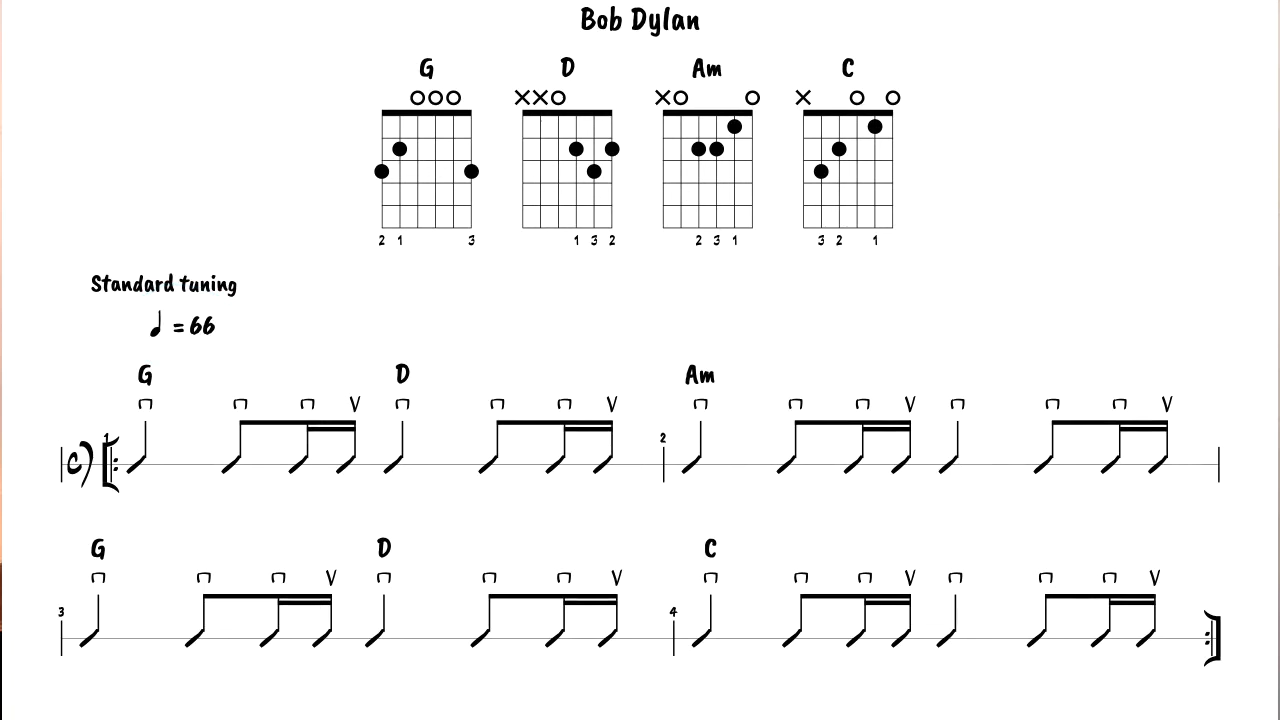 Bob Dylan
G D Am C
2 1 3 1 3 2 2 3 1 3 2 1
Standard tuning
= 66
G D Am
1 2
G D C
3 4